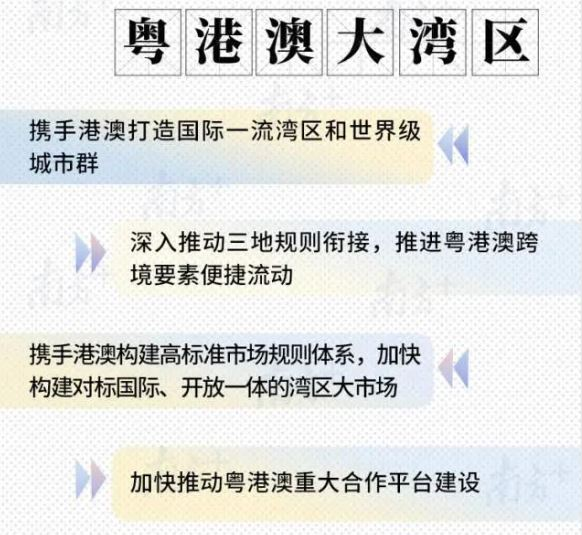 粤港澳大湾区
携手港澳打造国际一流湾区和世界级
城市群
深入推动三地规则衔接，推进粤港澳跨
境要素便捷流动
携手港澳构建高标准市场规则体系，加快
构建对标国际、开放一体的湾区大市场
加快推动粤港澳重大合作平台建设